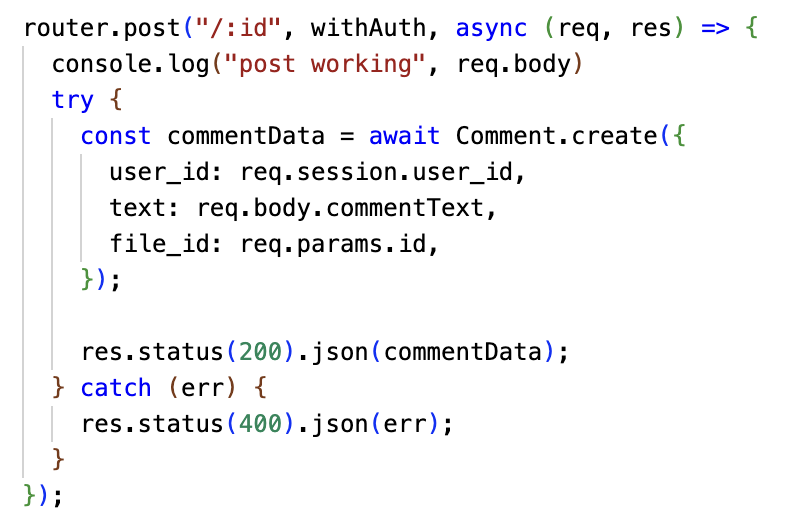 router.post("/:id", withAuth, async (req, res) => {
  console.log("post working", req.body)
  try {
    const commentData = await Comment.create({
      user_id: req.session.user_id,
      text: req.body.commentText,
      file_id: req.params.id,
    });

    res.status(200).json(commentData);
  } catch (err) {
    res.status(400).json(err);
  }
});